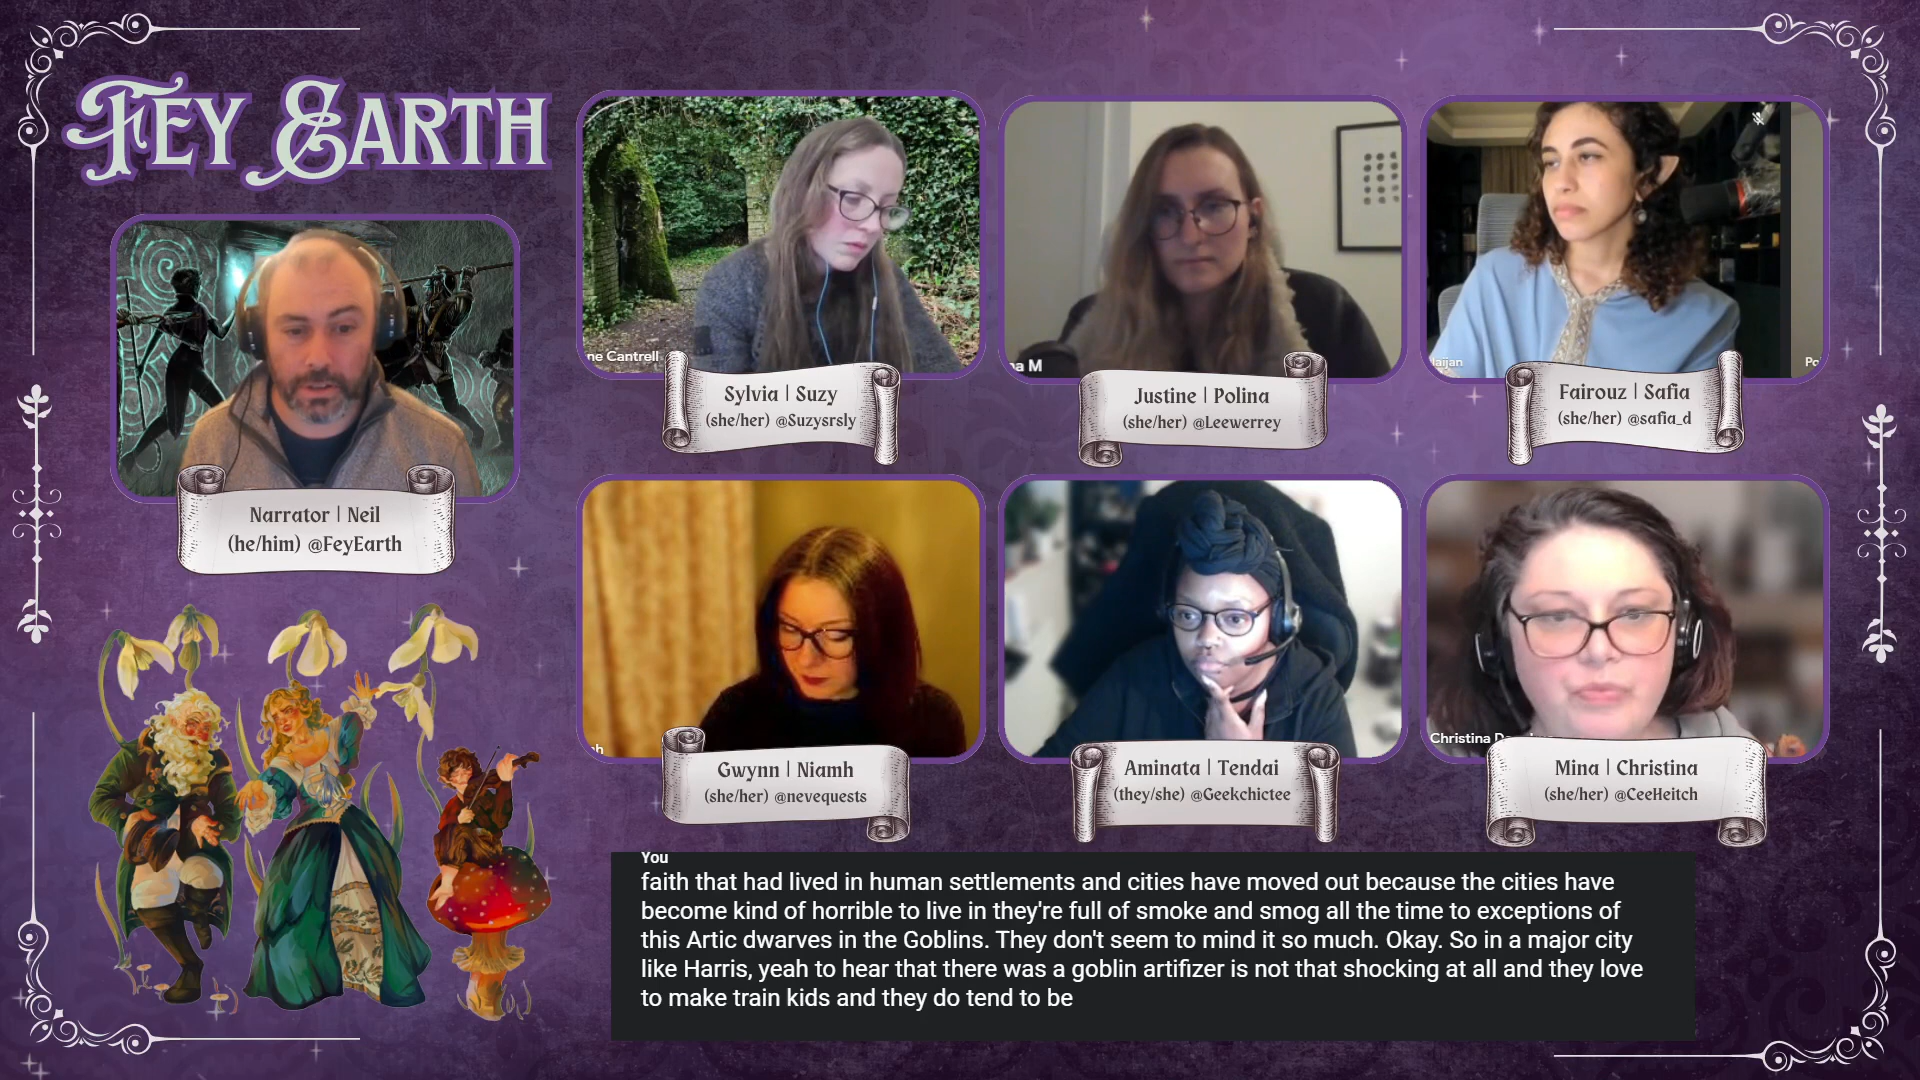 Fey Earth
ne Cantrell
Sylvia | Suzy
(she/her) @Suzysrsly
a M
Justine | Polina
(she/her) @Leewerrey
Po
Fairouz | Safia
(she/her) @safia_d
Narrator | Neil
(he/him) @FeyEarth
h
Gwynn | Niamh
(she/her) @nevequests
Aminata | Tendai
(they/she) @Geekchictee
Christina
Mina | Christina
(she/her) @CeeHeitch
You
faith that had lived in human settlements and cities have moved out because the cities have
become kind of horrible to live in they're full of smoke and smog all the time to exceptions of
this Artic dwarves in the Goblins. They don't seem to mind it so much. Okay. So in a major city
like Harris, yeah to hear that there was a goblin artifizer is not that shocking at all and they love
to make train kids and they do tend to be